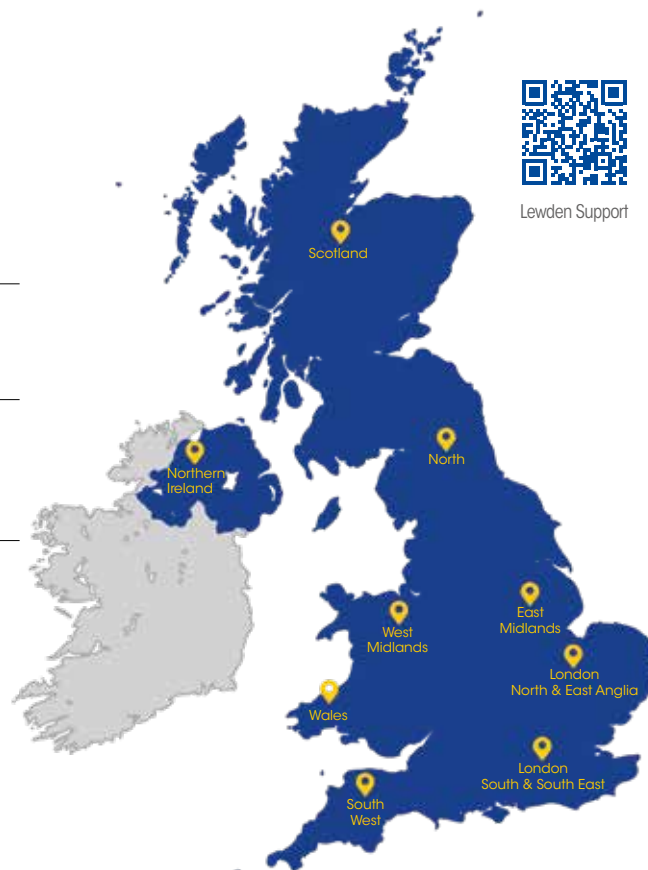 Lewden Support
Scotland
North
Northern
Ireland
East
Midlands
West
Midlands
London
North & East Anglia
Wales
London
South & South East
South
West